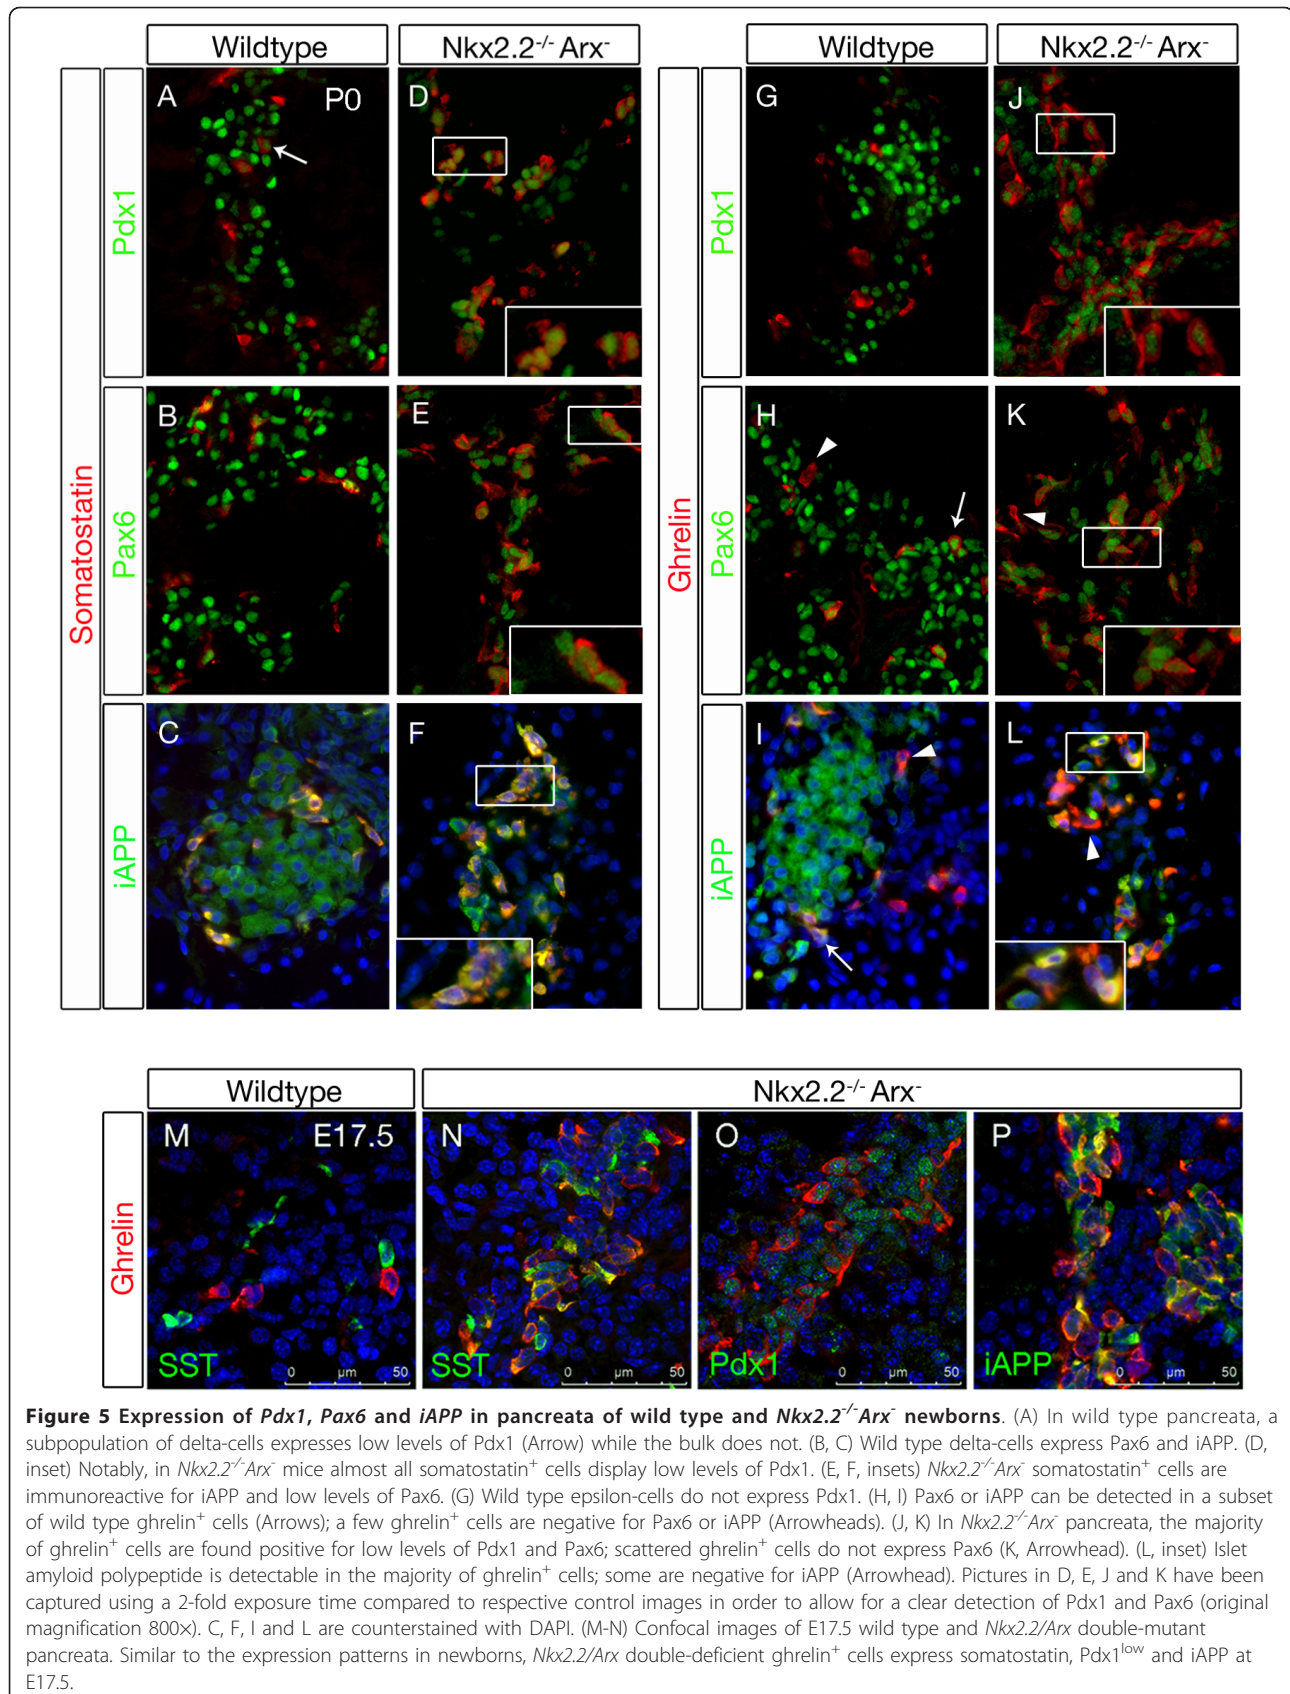 Wildtype
Nkx2.2-/- Arx-
Wildtype
Nkx2.2-/- Arx-
Somatostatin
Pdx1
Pax6
iAPP
A
P0
D
B
E
C
F
Ghrelin
Pdx1
Pax6
iAPP
G
J
H
K
I
L
Wildtype
Nkx2.2-/- Arx-
Ghrelin
M
E17.5
SST
0 µm 50
N
SST
0 µm 50
O
Pdx1
0 µm 50
P
iAPP
0 µm 50
Figure 5 Expression of Pdx1, Pax6 and iAPP in pancreata of wild type and Nkx2.2-/-Arx- newborns. (A) In wild type pancreata, a
subpopulation of delta-cells expresses low levels of Pdx1 (Arrow) while the bulk does not. (B, C) Wild type delta-cells express Pax6 and iAPP. (D,
inset) Notably, in Nkx2.2-/-Arx- mice almost all somatostatin+ cells display low levels of Pdx1. (E, F, insets) Nkx2.2-/-Arx- somatostatin+ cells are
immunoreactive for iAPP and low levels of Pax6. (G) Wild type epsilon-cells do not express Pdx1. (H, I) Pax6 or iAPP can be detected in a subset
of wild type ghrelin+ cells (Arrows); a few ghrelin+ cells are negative for Pax6 or iAPP (Arrowheads). (J, K) In Nkx2.2-/-Arx- pancreata, the majority
of ghrelin+ cells are found positive for low levels of Pdx1 and Pax6; scattered ghrelin+ cells do not express Pax6 (K, Arrowhead). (L, inset) Islet
amyloid polypeptide is detectable in the majority of ghrelin+ cells; some are negative for iAPP (Arrowhead). Pictures in D, E, J and K have been
captured using a 2-fold exposure time compared to respective control images in order to allow for a clear detection of Pdx1 and Pax6 (original
magnification 800×). C, F, I and L are counterstained with DAPI. (M-N) Confocal images of E17.5 wild type and Nkx2.2/Arx double-mutant
pancreata. Similar to the expression patterns in newborns, Nkx2.2/Arx double-deficient ghrelin+ cells express somatostatin, Pdx1low and iAPP at
E17.5.